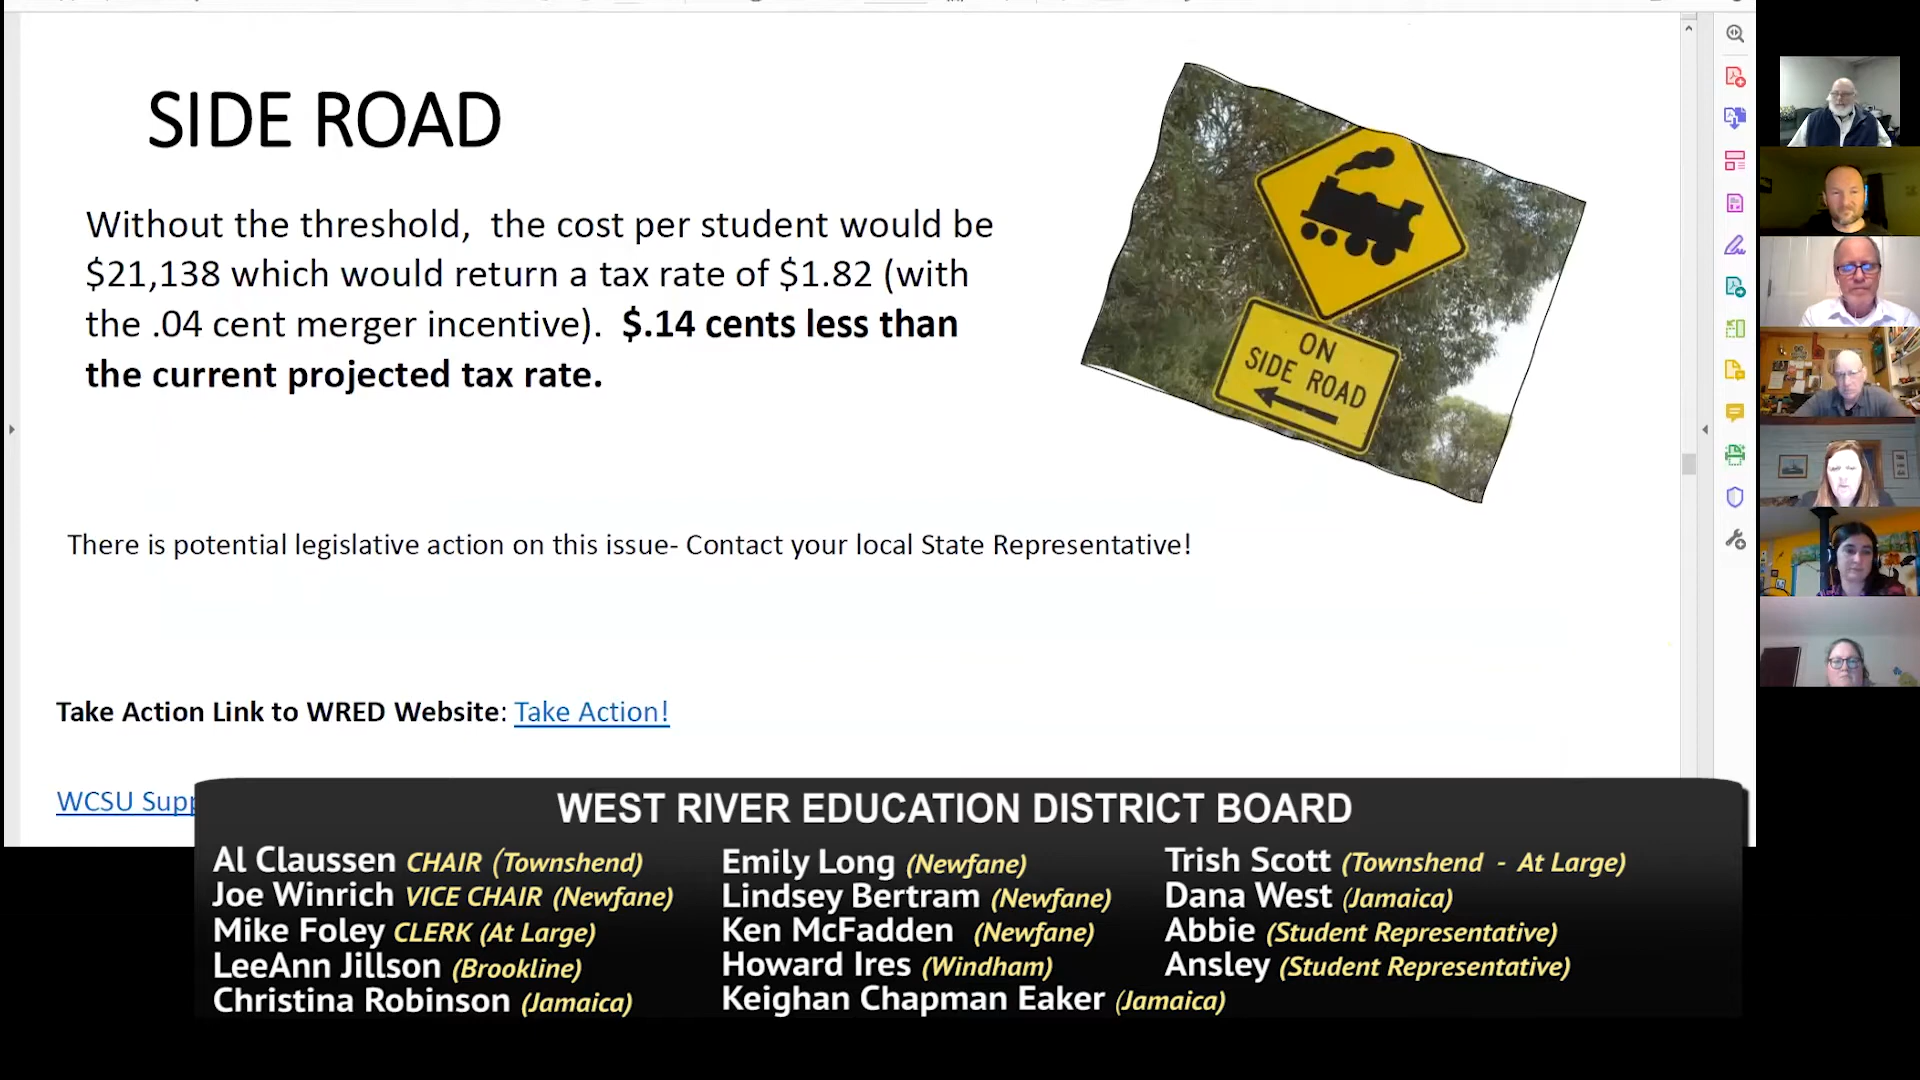 SIDE ROAD
Without the threshold, the cost per student would be
$21,138 which would return a tax rate of $1.82 (with
the .04 cent merger incentive). $.14 cents less than
the current projected tax rate.
ON
SIDE ROAD
There is potential legislative action on this issue- Contact your local State Representative!
Take Action Link to WRED Website: Take Action!
WCSU
WEST RIVER EDUCATION DISTRICT BOARD
Al Claussen CHAIR (Townshend)
Joe Winrich VICE CHAIR (Newfane)
Mike Foley CLERK (At Large)
LeeAnn Jillson (Brookline)
Christina Robinson (Jamaica)
Emily Long (Newfane)
Lindsey Bertram (Newfane)
Ken McFadden (Newfane)
Howard Ires (Windham)
Keighan Chapman Eaker (Jamaica)
Trish Scott (Townshend - At Large)
Dana West (Jamaica)
Abbie (Student Representative)
Ansley (Student Representative)